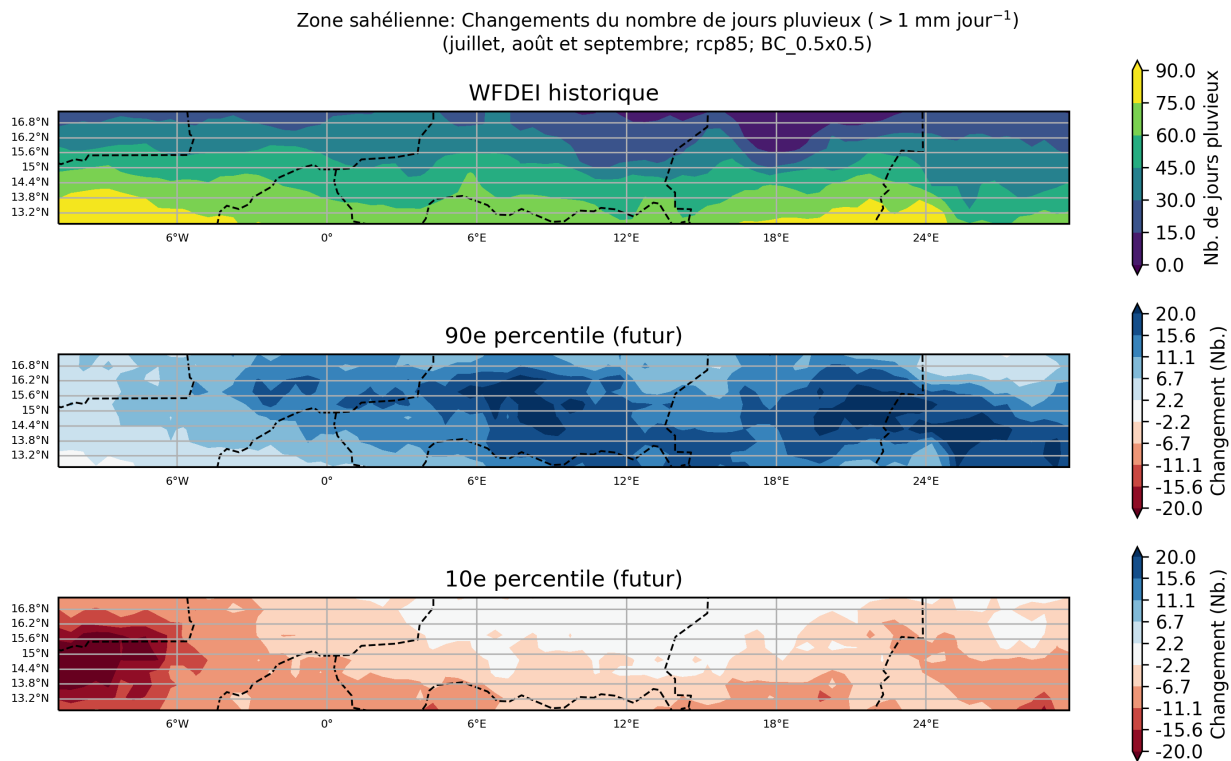 Zone sahélienne: Changements du nombre de jours pluvieux ( > 1 mm jour⁻¹)
(juillet, août et septembre; rcp85; BC_0.5x0.5)
WFDEI historique
16.8°N
16.2°N
15.6°N
15°N
14.4°N
13.8°N
13.2°N
6°W
0°
6°E
12°E
18°E
24°E
90.0
75.0
60.0
45.0
30.0
15.0
0.0
Nb. de jours pluvieux
90e percentile (futur)
16.8°N
16.2°N
15.6°N
15°N
14.4°N
13.8°N
13.2°N
6°W
0°
6°E
12°E
18°E
24°E
20.0
15.6
11.1
6.7
2.2
-2.2
-6.7
-11.1
-15.6
-20.0
Changement (Nb.)
10e percentile (futur)
16.8°N
16.2°N
15.6°N
15°N
14.4°N
13.8°N
13.2°N
6°W
0°
6°E
12°E
18°E
24°E
20.0
15.6
11.1
6.7
2.2
-2.2
-6.7
-11.1
-15.6
-20.0
Changement (Nb.)